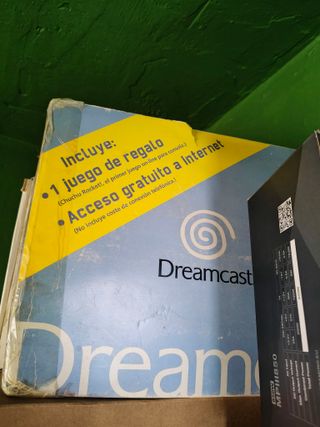 Incluye:
• 1 juego de regalo
(Chuchu Rocket!, el primer juego on-line para consola.)
• Acceso gratuito a Internet
(No incluye coste de conexión telefónica.)
Dreamcast
Dreamc
MPIII850